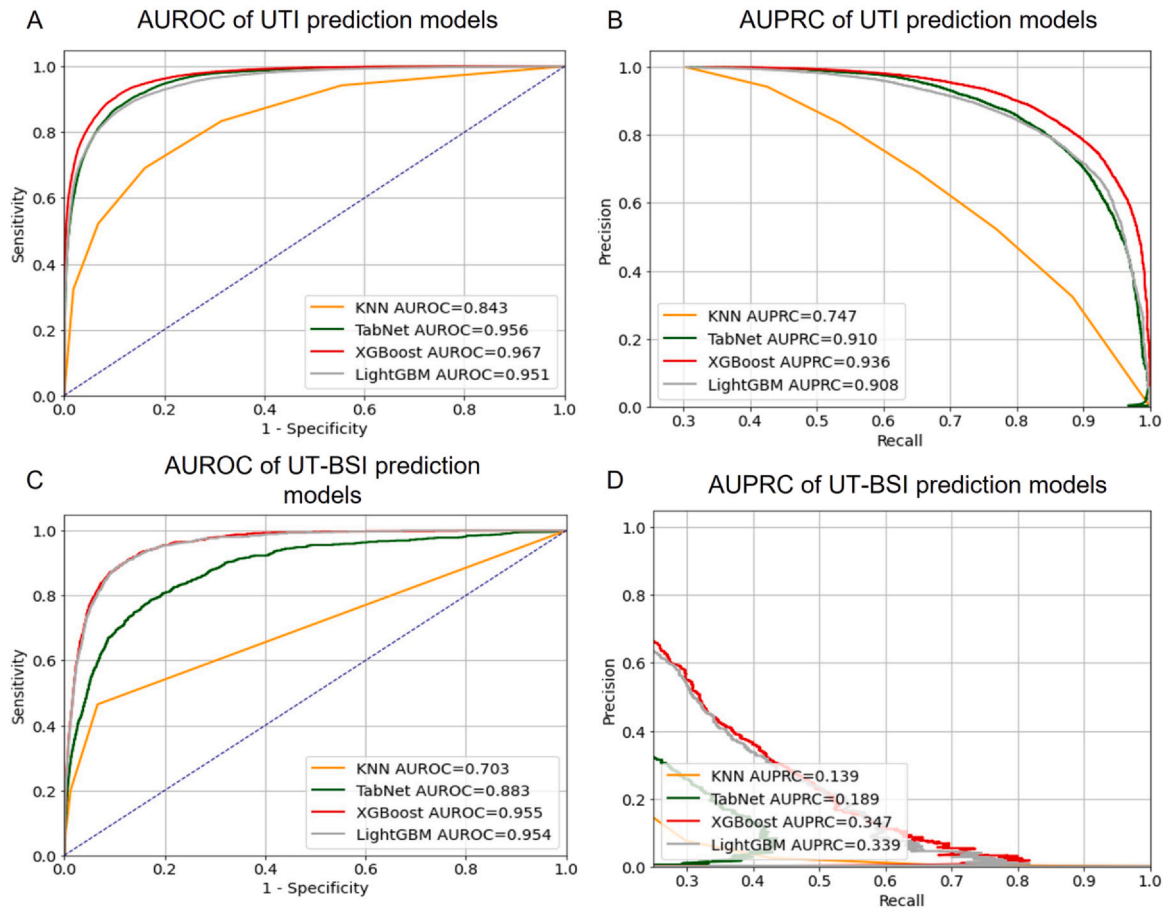 A
AUROC of UTI prediction models
1.0
0.8
0.6
0.4
0.2
0.0
Sensitivity
KNN AUROC=0.843
TabNet AUROC=0.956
XGBoost AUROC=0.967
LightGBM AUROC=0.951
0.0 0.2 0.4 0.6 0.8 1.0
1 - Specificity
B
AUPRC of UTI prediction models
1.0
0.8
0.6
0.4
0.2
0.0
Precision
KNN AUPRC=0.747
TabNet AUPRC=0.910
XGBoost AUPRC=0.936
LightGBM AUPRC=0.908
0.3 0.4 0.5 0.6 0.7 0.8 0.9 1.0
Recall
C
AUROC of UT-BSI prediction
models
1.0
0.8
0.6
0.4
0.2
0.0
Sensitivity
KNN AUROC=0.703
TabNet AUROC=0.883
XGBoost AUROC=0.955
LightGBM AUROC=0.954
0.0 0.2 0.4 0.6 0.8 1.0
1 - Specificity
D
AUPRC of UT-BSI prediction models
1.0
0.8
0.6
0.4
0.2
0.0
Precision
KNN AUPRC=0.139
TabNet AUPRC=0.189
XGBoost AUPRC=0.347
LightGBM AUPRC=0.339
0.3 0.4 0.5 0.6 0.7 0.8 0.9 1.0
Recall